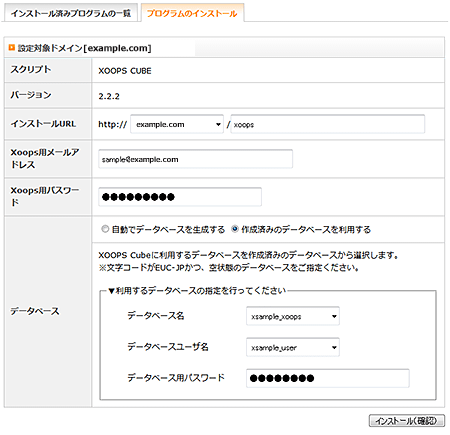 インストール済みプログラムの一覧 プログラムのインストール
設定対象ドメイン[example.com]
スクリプト XOOPS CUBE
バージョン 2.2.2
インストールURL http:// example.com / xoops
Xoops用メールアドレス sample@example.com
Xoops用パスワード ●●●●●●●●●
自動でデータベースを生成する 作成済みのデータベースを利用する
XOOPS Cubeに利用するデータベースを作成済みのデータベースから選択します。
※文字コードがEUC-JPかつ、空状態のデータベースをご指定ください。
データベース
▼利用するデータベースの指定を行ってください
データベース名 xsample_xoops
データベースユーザ名 xsample_user
データベース用パスワード ●●●●●●●●
インストール(確認)